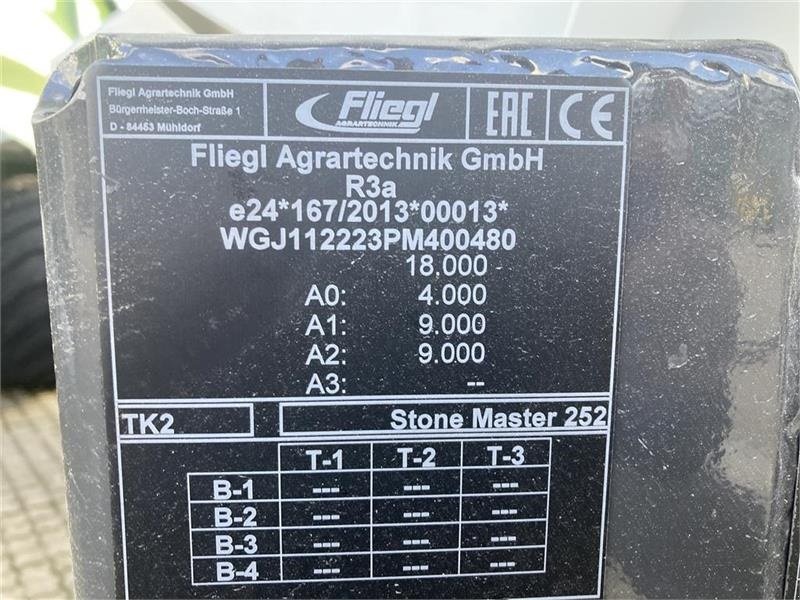 Fliegl Agrartechnik GmbH
Bürgermeister-Boch-Straße 1
D - 84453 Mühldorf
Fliegl
AGRARTECHNIK
EAC
CE
Fliegl Agrartechnik GmbH
R3a
e24*167/2013*00013*
WGJ112223PM400480
18.000
A0: 4.000
A1: 9.000
A2: 9.000
A3: --
TK2 Stone Master 252
T-1 T-2 T-3
B-1 --- --- ---
B-2 --- --- ---
B-3 --- --- ---
B-4 --- --- ---